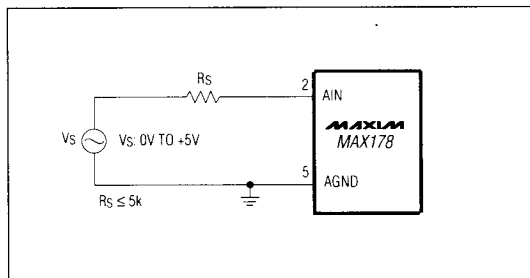 RS
2
AIN
MAXIM
MAX178
VS
VS: 0V TO +5V
5
AGND
RS ≤ 5k